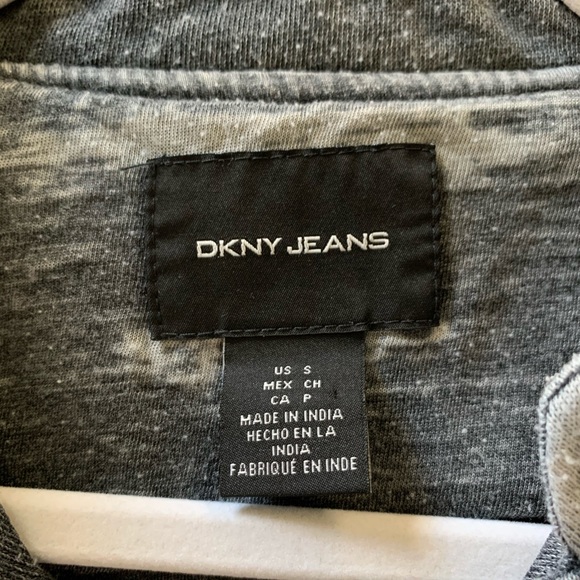 DKNY JEANS
US S
MEX CH
CA P
MADE IN INDIA
HECHO EN LA
INDIA
FABRIQUÉ EN INDE